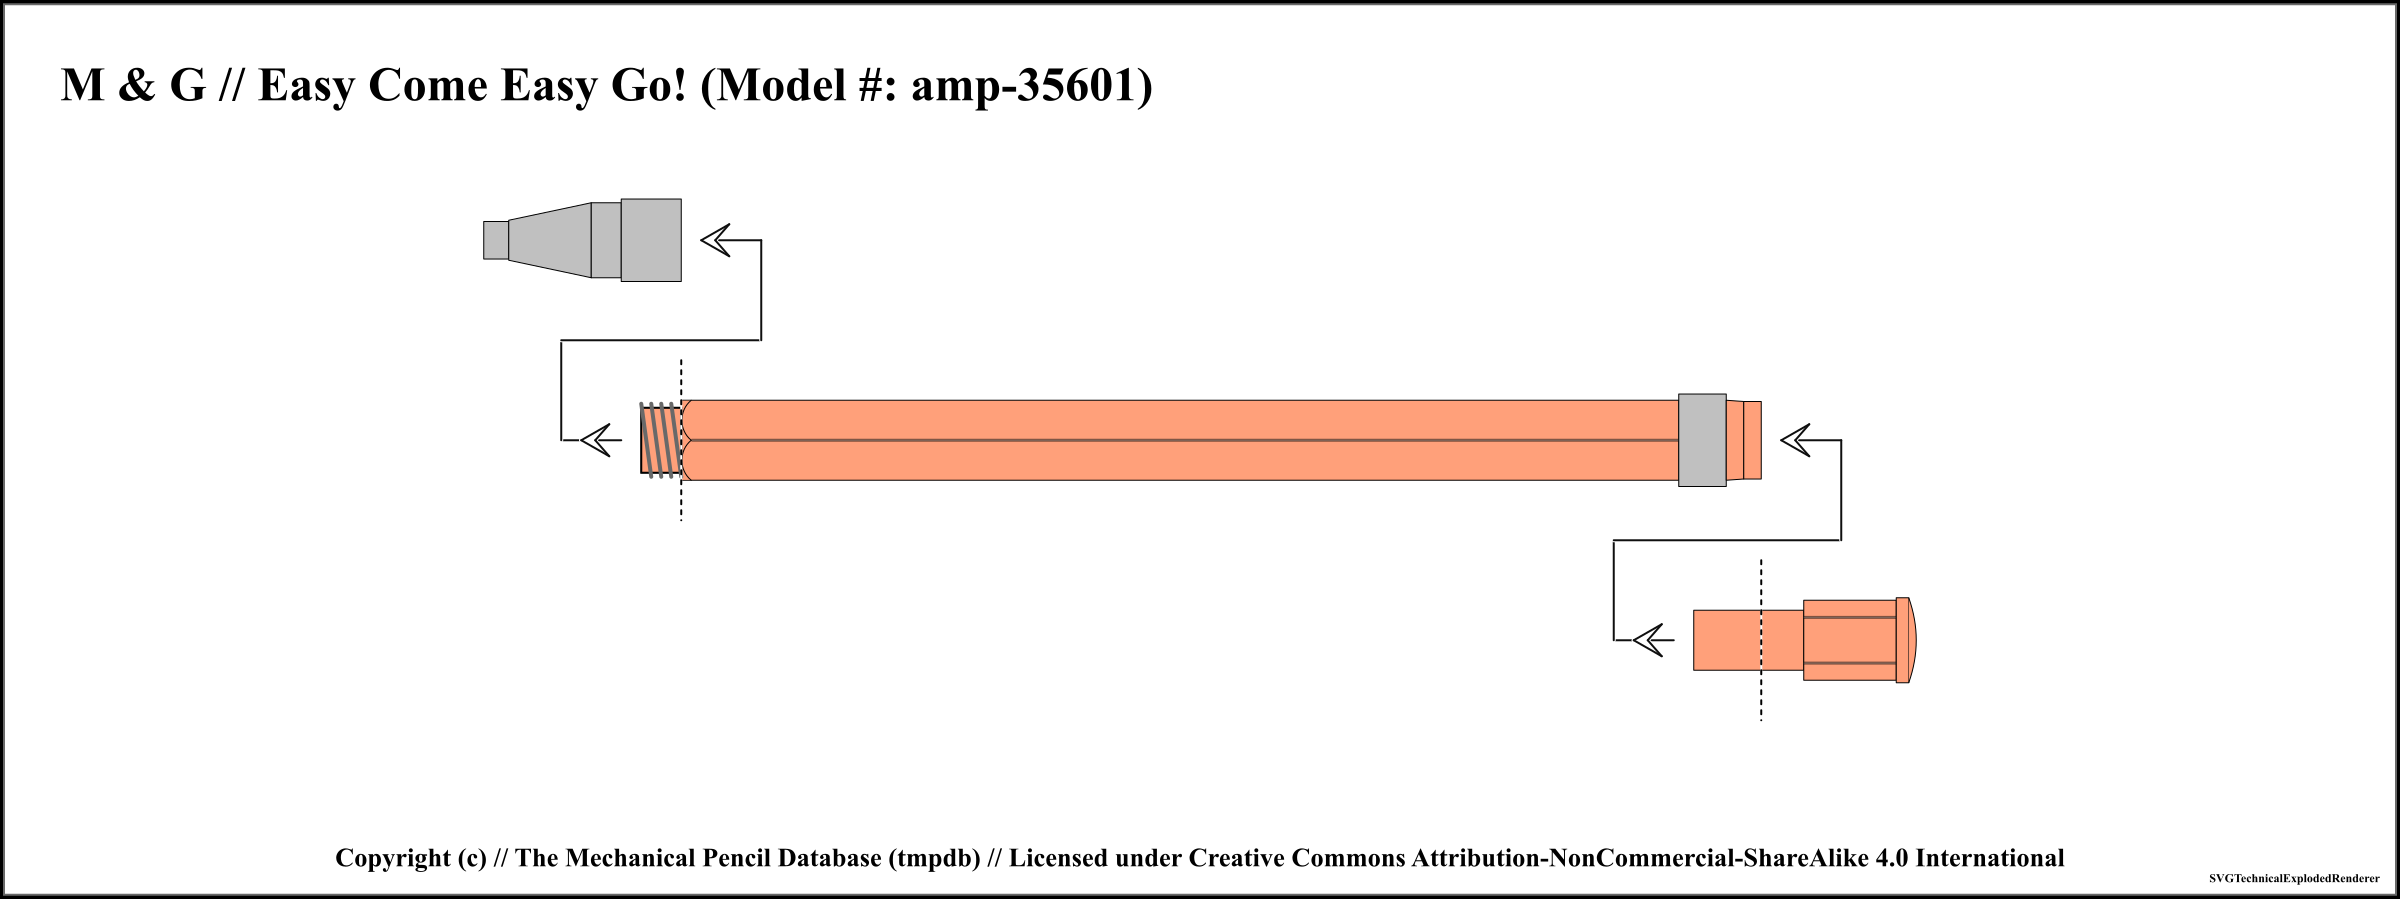 M & G // Easy Come Easy Go! (Model #: amp-35601)
Copyright (c) // The Mechanical Pencil Database (tmpdb) // Licensed under Creative Commons Attribution-NonCommercial-ShareAlike 4.0 International
SVGTechnicalExplodedRenderer